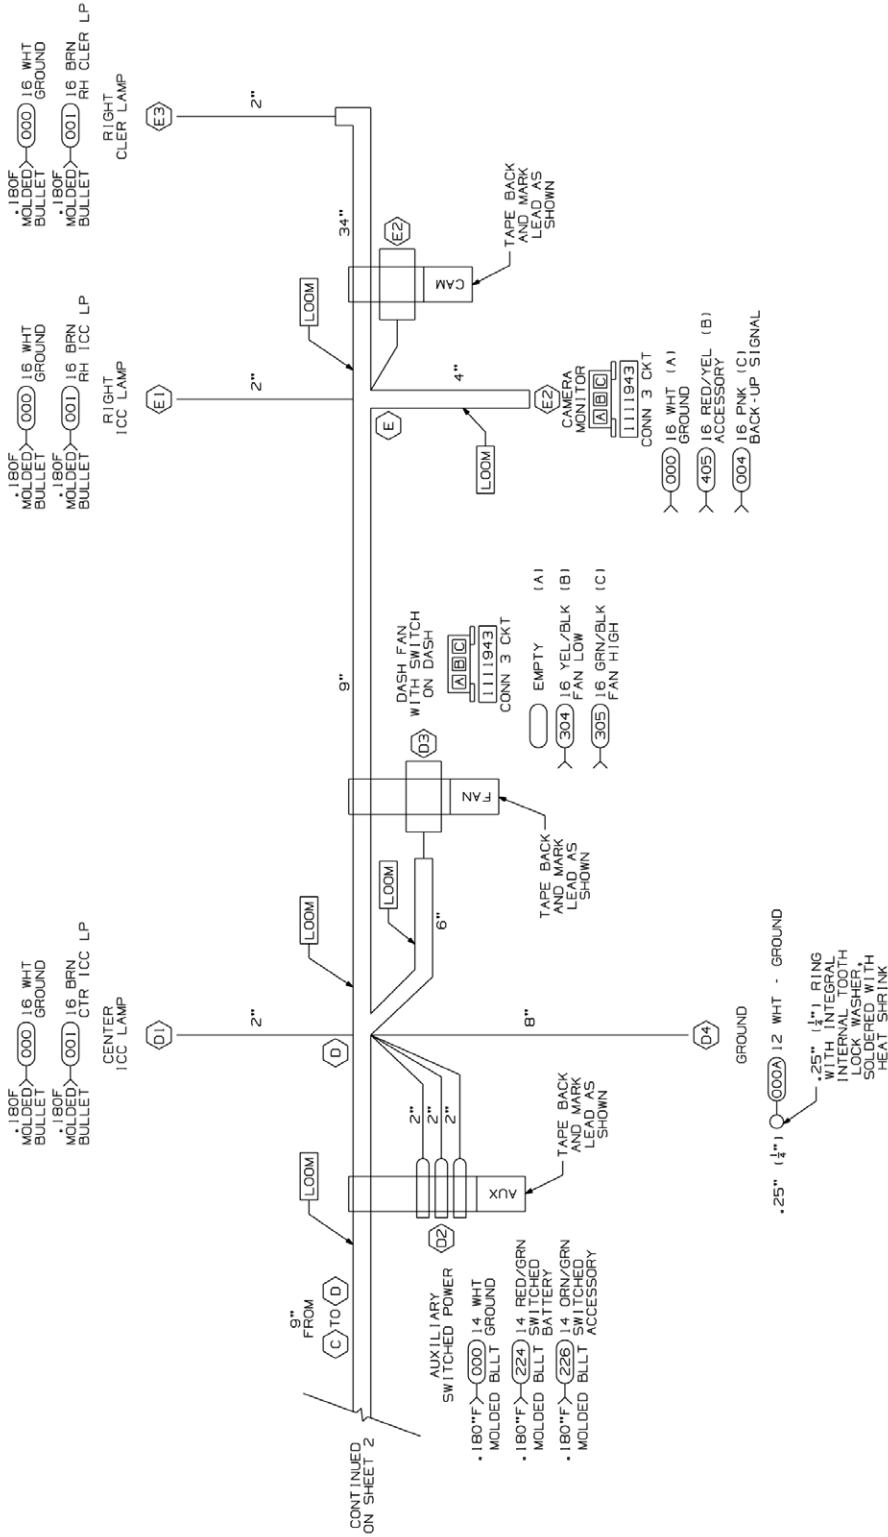 .180F
MOLDED 000 16 WHT
BULLET GROUND
.180F
MOLDED 001 16 BRN
BULLET CTR ICC LP
CENTER
ICC LAMP
D1
2"
.180F
MOLDED 000 16 WHT
BULLET GROUND
.180F
MOLDED 001 16 BRN
BULLET RH ICC LP
RIGHT
ICC LAMP
E1
2"
.180F
MOLDED 000 16 WHT
BULLET GROUND
.180F
MOLDED 001 16 BRN
BULLET RH CLER LP
RIGHT
CLER LAMP
E3
2"
9"
FROM
C TO D
LOOM
D
LOOM
9"
LOOM
34"
CONTINUED
ON SHEET 2
AUXILIARY
SWITCHED POWER
D2
2"
2"
2"
AUX
TAPE BACK
AND MARK
LEAD AS
SHOWN
.180"F 000 14 WHT
MOLDED BLLT GROUND
.180"F 224 14 RED/GRN
MOLDED BLLT SWITCHED
BATTERY
.180"F 226 14 ORN/GRN
MOLDED BLLT SWITCHED
ACCESSORY
8"
D4
GROUND
.25" (¼") 000A 12 WHT - GROUND
.25" (¼") RING
WITH INTEGRAL
INTERNAL TOOTH
LOCK WASHER,
SOLDERED WITH
HEAT SHRINK
LOOM
6"
FAN
D3
TAPE BACK
AND MARK
LEAD AS
SHOWN
DASH FAN
WITH SWITCH
ON DASH
A B C
1111943
CONN 3 CKT
EMPTY (A)
304 16 YEL/BLK (B)
FAN LOW
305 16 GRN/BLK (C)
FAN HIGH
E
LOOM
4"
E2
CAM
TAPE BACK
AND MARK
LEAD AS
SHOWN
E2
CAMERA
MONITOR
A B C
1111943
CONN 3 CKT
000 16 WHT (A)
GROUND
405 16 RED/YEL (B)
ACCESSORY
004 16 PNK (C)
BACK-UP SIGNAL